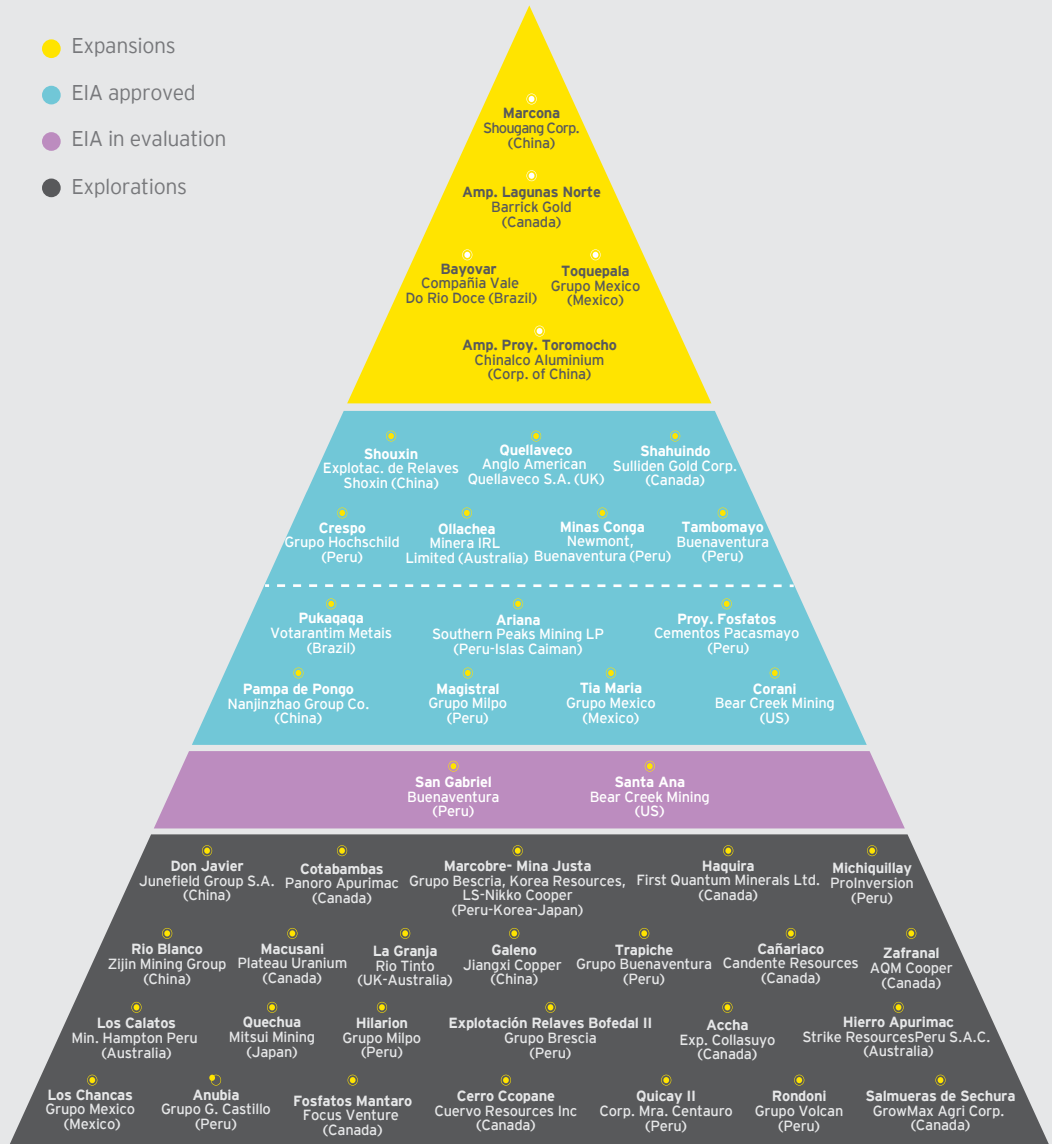 Expansions
EIA approved
EIA in evaluation
Explorations
Marcona
Shougang Corp.
(China)
Amp. Lagunas Norte
Barrick Gold
(Canada)
Bayovar
Compañia Vale
Do Rio Doce (Brazil)
Toquepala
Grupo Mexico
(Mexico)
Amp. Proy. Toromocho
Chinalco Aluminium
(Corp. of China)
Shouxin
Explotac. de Relaves
Shoxin (China)
Quellaveco
Anglo American
Quellaveco S.A. (UK)
Shahuindo
Sulliden Gold Corp.
(Canada)
Crespo
Grupo Hochschild
(Peru)
Ollachea
Minera IRL
Limited (Australia)
Minas Conga
Newmont,
Buenaventura (Peru)
Tambomayo
Buenaventura
(Peru)
Pukaqaqa
Votarantim Metais
(Brazil)
Ariana
Southern Peaks Mining LP
(Peru-Islas Caiman)
Proy. Fosfatos
Cementos Pacasmayo
(Peru)
Pampa de Pongo
Nanjinzhao Group Co.
(China)
Magistral
Grupo Milpo
(Peru)
Tia Maria
Grupo Mexico
(Mexico)
Corani
Bear Creek Mining
(US)
San Gabriel
Buenaventura
(Peru)
Santa Ana
Bear Creek Mining
(US)
Don Javier
Junefield Group S.A.
(China)
Cotabambas
Panoro Apurimac
(Canada)
Marcobre- Mina Justa
Grupo Bescria, Korea Resources,
LS-Nikko Cooper
(Peru-Korea-Japan)
Haquira
First Quantum Minerals Ltd.
(Canada)
Michiquillay
ProInversion
(Peru)
Rio Blanco
Zijin Mining Group
(China)
Macusani
Plateau Uranium
(Canada)
La Granja
Rio Tinto
(UK-Australia)
Galeno
Jiangxi Copper
(China)
Trapiche
Grupo Buenaventura
(Peru)
Cañariaco
Candente Resources
(Canada)
Zafranal
AQM Cooper
(Canada)
Los Calatos
Min. Hampton Peru
(Australia)
Quechua
Mitsui Mining
(Japan)
Hilarion
Grupo Milpo
(Peru)
Explotación Relaves Bofedal II
Grupo Brescia
(Peru)
Accha
Exp. Collasuyo
(Canada)
Hierro Apurimac
Strike ResourcesPeru S.A.C.
(Australia)
Los Chancas
Grupo Mexico
(Mexico)
Anubia
Grupo G. Castillo
(Peru)
Fosfatos Mantaro
Focus Venture
(Canada)
Cerro Ccopane
Cuervo Resources Inc
(Canada)
Quicay II
Corp. Mra. Centauro
(Peru)
Rondoni
Grupo Volcan
(Peru)
Salmueras de Sechura
GrowMax Agri Corp.
(Canada)